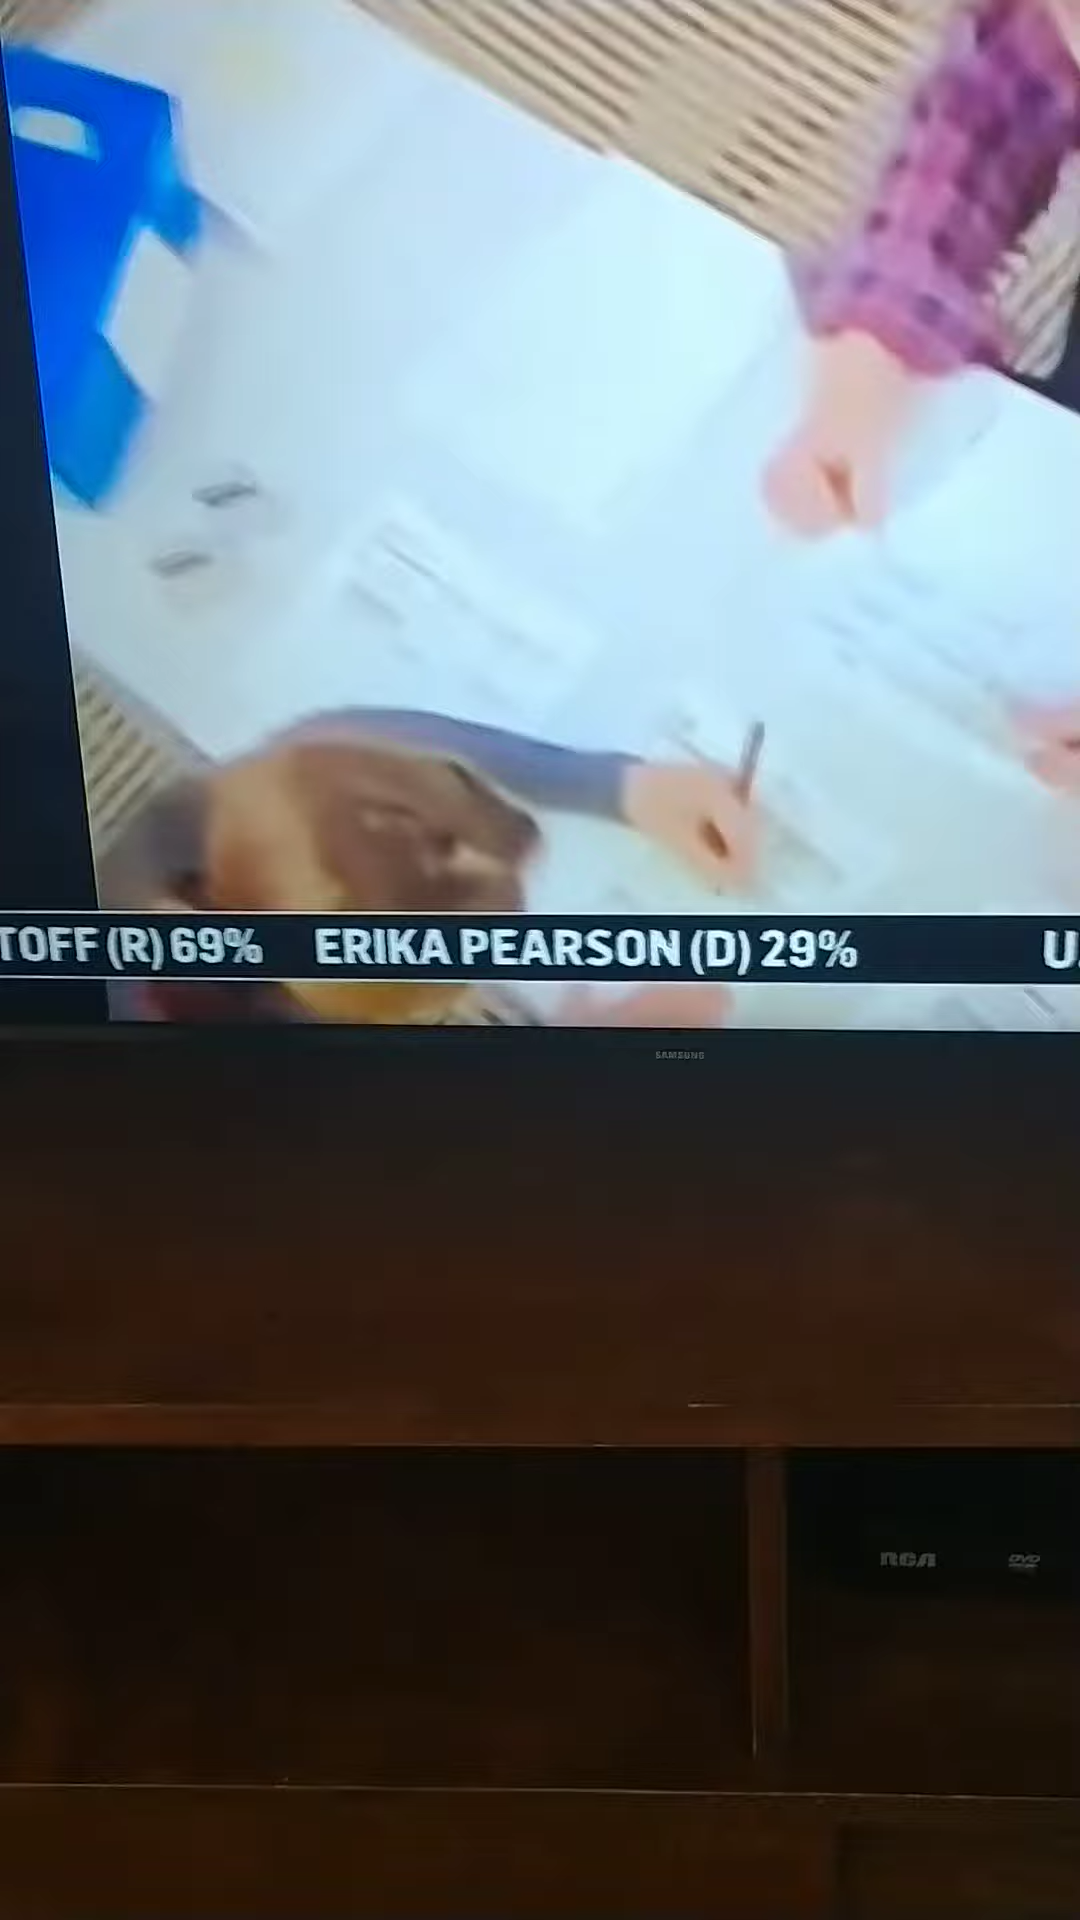 TOFF (R) 69% ERIKA PEARSON (D) 29% U.
SAMSUNG
RCA DVD